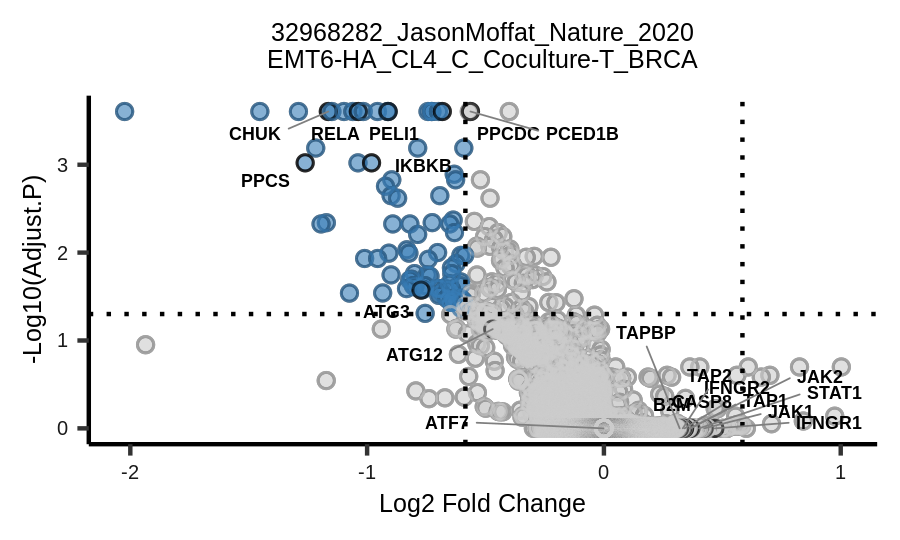 32968282_JasonMoffat_Nature_2020
EMT6-HA_CL4_C_Coculture-T_BRCA
-Log10(Adjust.P)
3
2
1
0
CHUK
RELA
PELI1
PPCDC
PCED1B
IKBKB
PPCS
ATG3
ATG12
TAPBP
TAP2
JAK2
IFNGR2
STAT1
B2M
CASP8
TAP1
JAK1
ATF7
IFNGR1
-2
-1
0
1
Log2 Fold Change